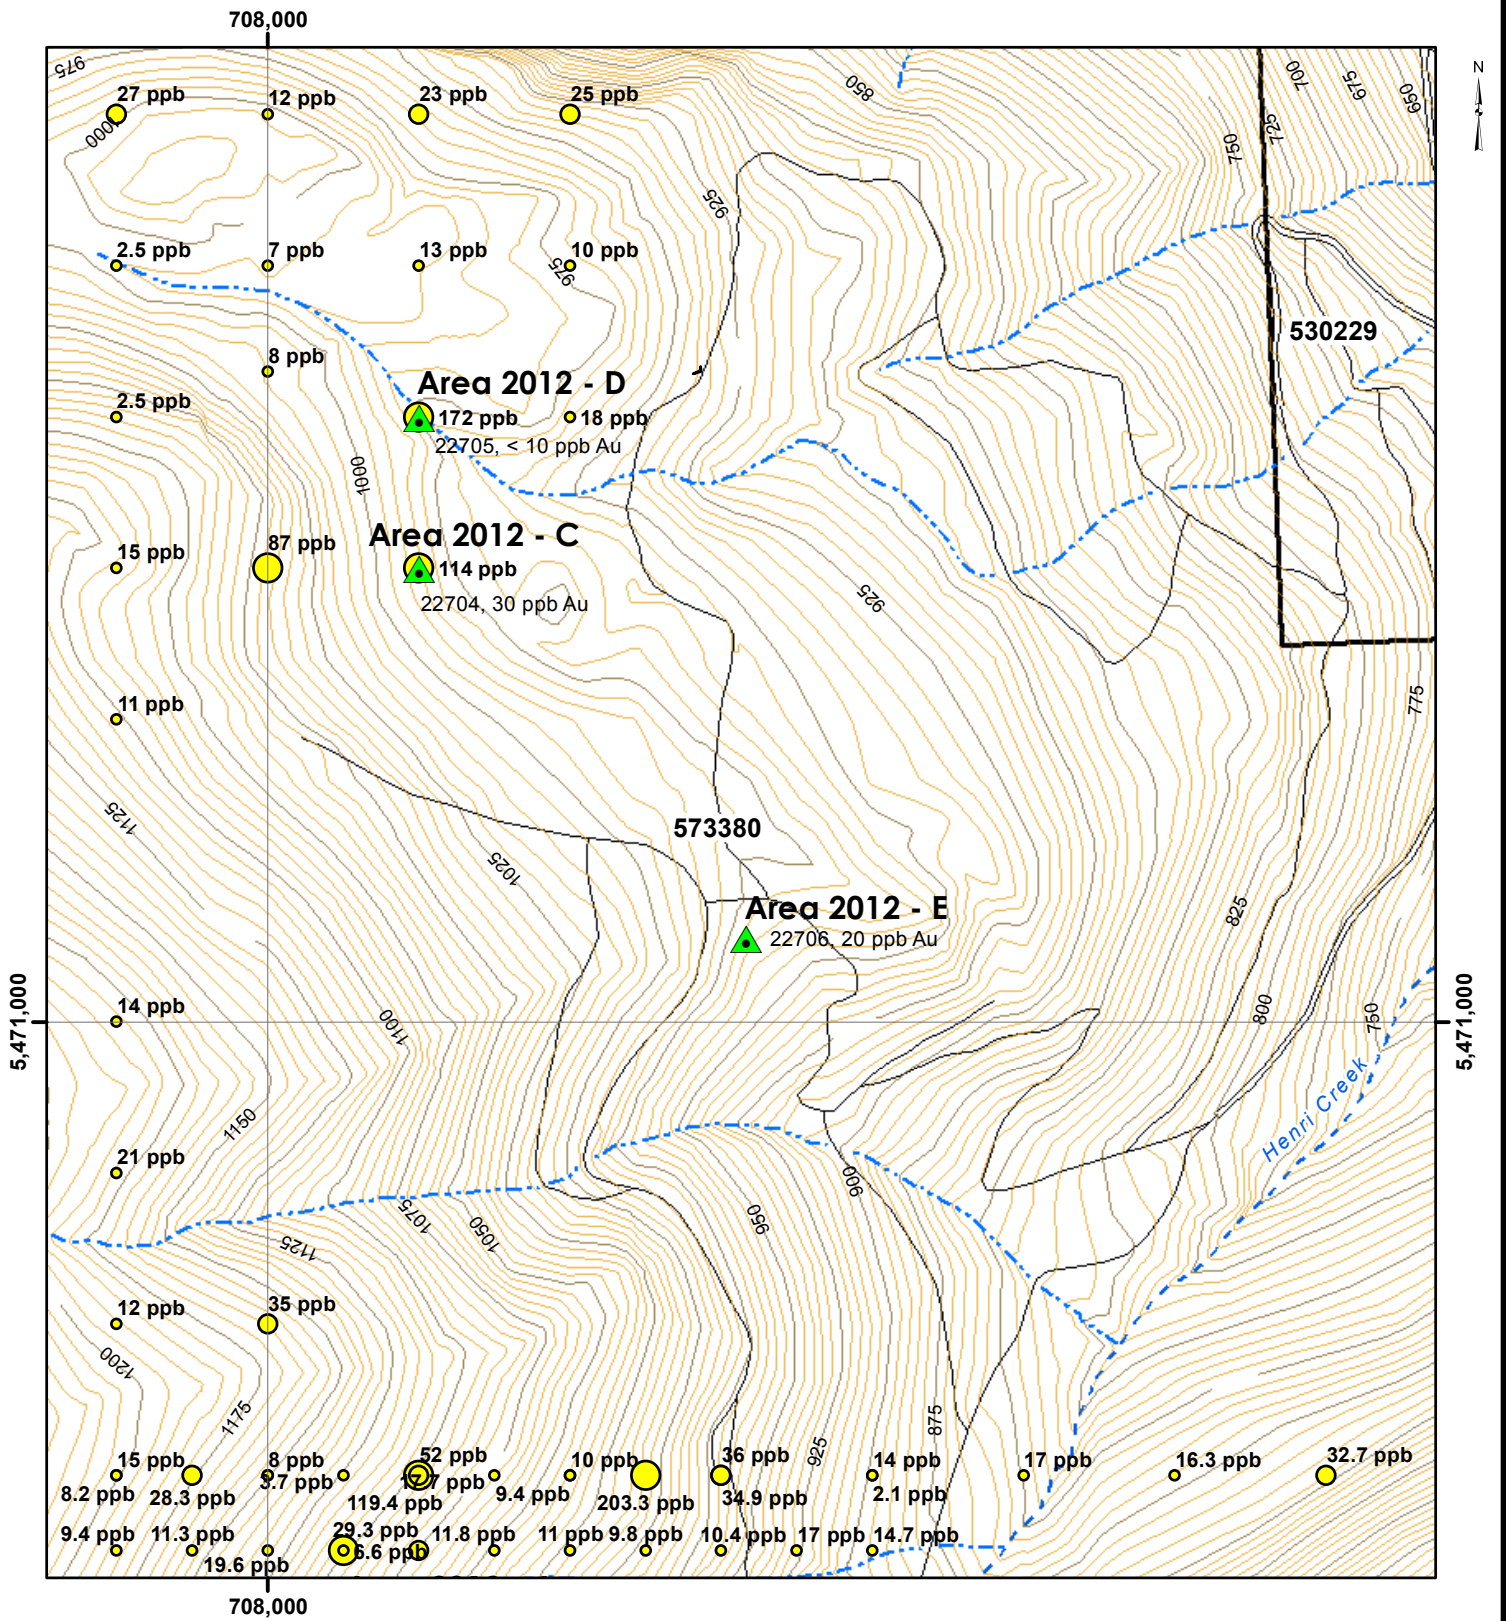 708,000
N
975
27 ppb
12 ppb
23 ppb
25 ppb
850
700
675
650
1000
725
750
925
2.5 ppb
7 ppb
13 ppb
10 ppb
975
530229
8 ppb
Area 2012 - D
2.5 ppb
172 ppb
18 ppb
22705, < 10 ppb Au
1000
Area 2012 - C
15 ppb
87 ppb
114 ppb
22704, 30 ppb Au
925
11 ppb
775
1125
573380
1025
Area 2012 - E
825
22706, 20 ppb Au
5,471,000
14 ppb
1100
800
750
5,471,000
1150
Henri Creek
21 ppb
900
1075
1050
950
1125
12 ppb
35 ppb
1200
1175
875
925
15 ppb
8 ppb
52 ppb
10 ppb
36 ppb
14 ppb
17 ppb
16.3 ppb
32.7 ppb
3.7 ppb
17.7 ppb
8.2 ppb
28.3 ppb
119.4 ppb
9.4 ppb
203.3 ppb
34.9 ppb
2.1 ppb
9.4 ppb
11.3 ppb
29.3 ppb
11.8 ppb
11 ppb
9.8 ppb
10.4 ppb
17 ppb
14.7 ppb
19.6 ppb
6.6 ppb
708,000